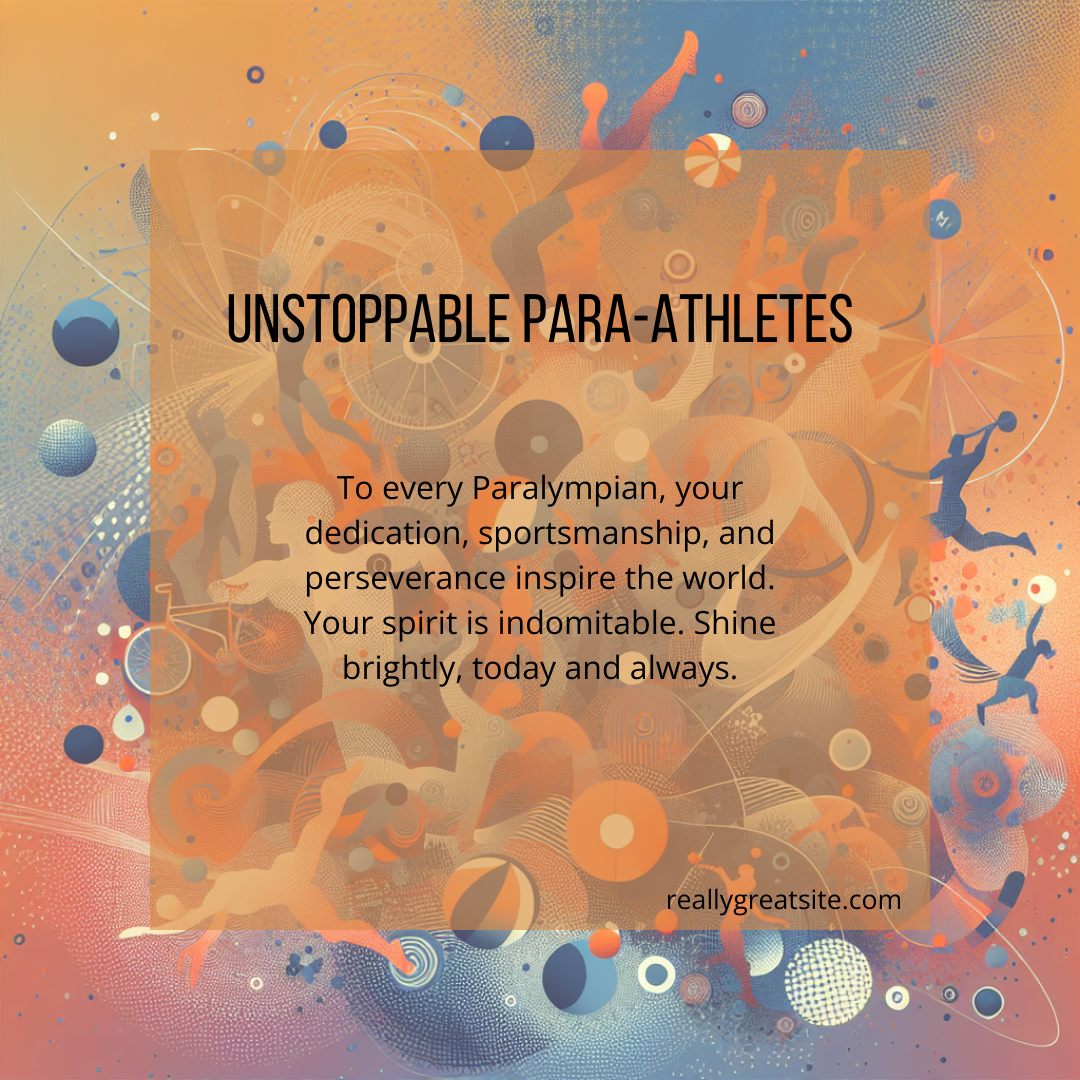 UNSTOPPABLE PARA-ATHLETES
To every Paralympian, your
dedication, sportsmanship, and
perseverance inspire the world.
Your spirit is indomitable. Shine
brightly, today and always.
reallygreatsite.com